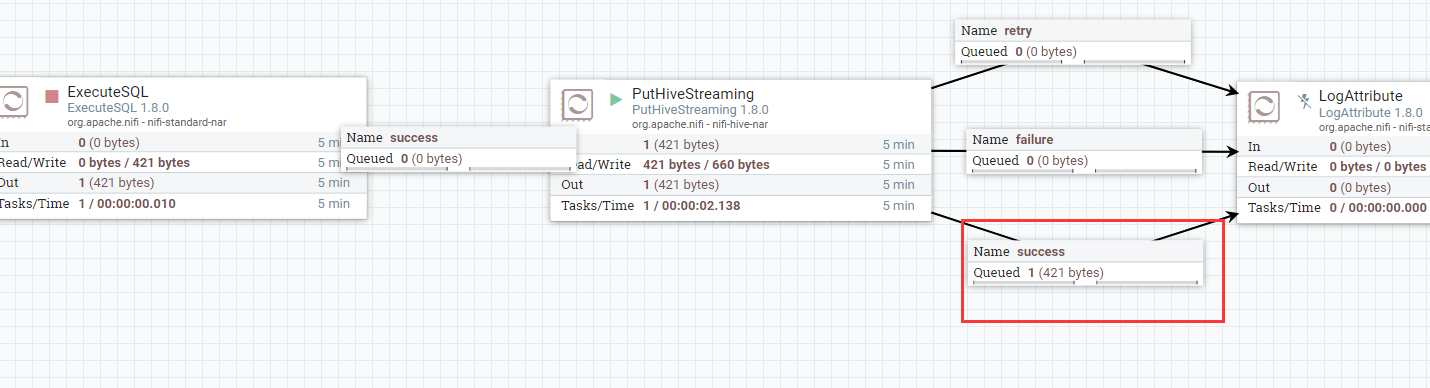 Name retry
Queued 0 (0 bytes)
ExecuteSQL
ExecuteSQL 1.8.0
org.apache.nifi - nifi-standard-nar
In 0 (0 bytes) 5 min
Read/Write 0 bytes / 421 bytes
Out 1 (421 bytes) 5 min
Tasks/Time 1 / 00:00:00.010 5 min
Name success
Queued 0 (0 bytes)
PutHiveStreaming
PutHiveStreaming 1.8.0
org.apache.nifi - nifi-hive-nar
1 (421 bytes) 5 min
ead/Write 421 bytes / 660 bytes 5 min
Out 1 (421 bytes) 5 min
Tasks/Time 1 / 00:00:02.138 5 min
Name failure
Queued 0 (0 bytes)
Name success
Queued 1 (421 bytes)
LogAttribute
LogAttribute 1.8.0
org.apache.nifi - nifi-sta
In 0 (0 bytes)
Read/Write 0 bytes / 0 bytes
Out 0 (0 bytes)
Tasks/Time 0 / 00:00:00.000